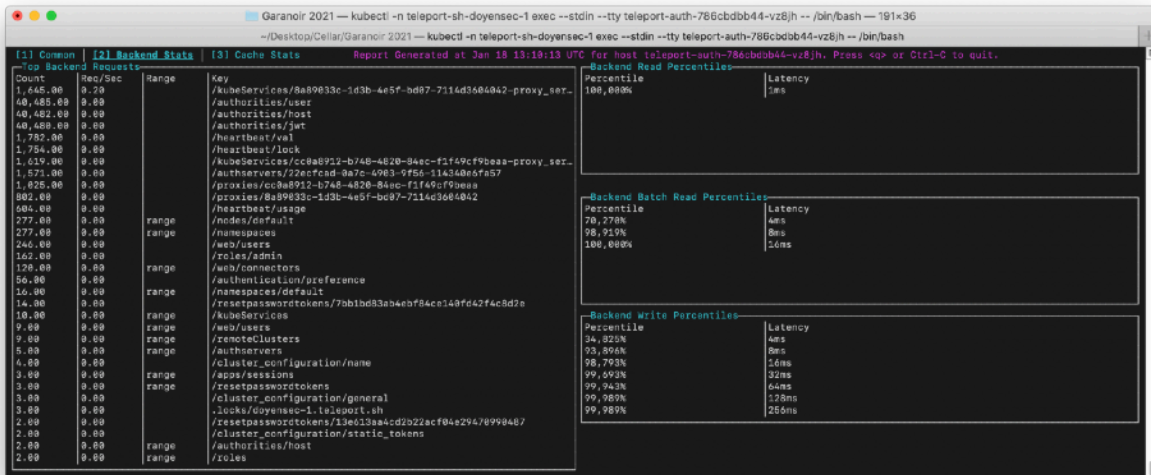 Garanoir 2021 — kubectl -n teleport-sh-doyensec-1 exec --stdin --tty teleport-auth-786cbdbb44-vz8jh -- /bin/bash — 191×36
~/Desktop/Cellar/Garanoir 2021 — kubectl -n teleport-sh-doyensec-1 exec --stdin --tty teleport-auth-786cbdbb44-vz8jh -- /bin/bash
[1] Common | [2] Backend Stats | [3] Cache Stats Report Generated at Jan 18 13:10:13 UTC for host teleport-auth-786cbdbb44-vz8jh. Press <q> or Ctrl-C to quit.
Top Backend Requests
Count Req/Sec Range Key
1,645.00 0.20 /kubeServices/8a89033c-1d3b-4e5f-bd07-7114d3604042-proxy_ser…
40,485.00 0.00 /authorities/user
40,482.00 0.00 /authorities/host
40,480.00 0.00 /authorities/jwt
1,782.00 0.00 /heartbeat/val
1,754.00 0.00 /heartbeat/lock
1,619.00 0.00 /kubeServices/cc0a8912-b748-4820-84ec-f1f49cf9beaa-proxy_ser…
1,571.00 0.00 /authservers/22ecfcad-0a7c-4903-9f56-114340e6fa57
1,025.00 0.00 /proxies/cc0a8912-b748-4820-84ec-f1f49cf9beaa
802.00 0.00 /proxies/8a89033c-1d3b-4e5f-bd07-7114d3604042
604.00 0.00 /heartbeat/usage
277.00 0.00 range /nodes/default
277.00 0.00 range /namespaces
246.00 0.00 /web/users
162.00 0.00 /roles/admin
120.00 0.00 range /web/connectors
56.00 0.00 /authentication/preference
16.00 0.00 range /namespaces/default
14.00 0.00 /resetpasswordtokens/7bb1bd83ab4ebf84ce140fd42f4c8d2e
10.00 0.00 range /kubeServices
9.00 0.00 range /web/users
9.00 0.00 range /remoteClusters
5.00 0.00 range /authservers
4.00 0.00 /cluster_configuration/name
3.00 0.00 range /apps/sessions
3.00 0.00 range /resetpasswordtokens
3.00 0.00 /cluster_configuration/general
3.00 0.00 .locks/doyensec-1.teleport.sh
2.00 0.00 /resetpasswordtokens/13e613aa4cd2b22acf04e29470990487
2.00 0.00 /cluster_configuration/static_tokens
2.00 0.00 range /authorities/host
2.00 0.00 range /roles
Backend Read Percentiles
Percentile Latency
100,000% 1ms
Backend Batch Read Percentiles
Percentile Latency
70,270% 4ms
98,919% 8ms
100,000% 16ms
Backend Write Percentiles
Percentile Latency
34,825% 4ms
93,896% 8ms
98,793% 16ms
99,693% 32ms
99,943% 64ms
99,989% 128ms
99,989% 256ms